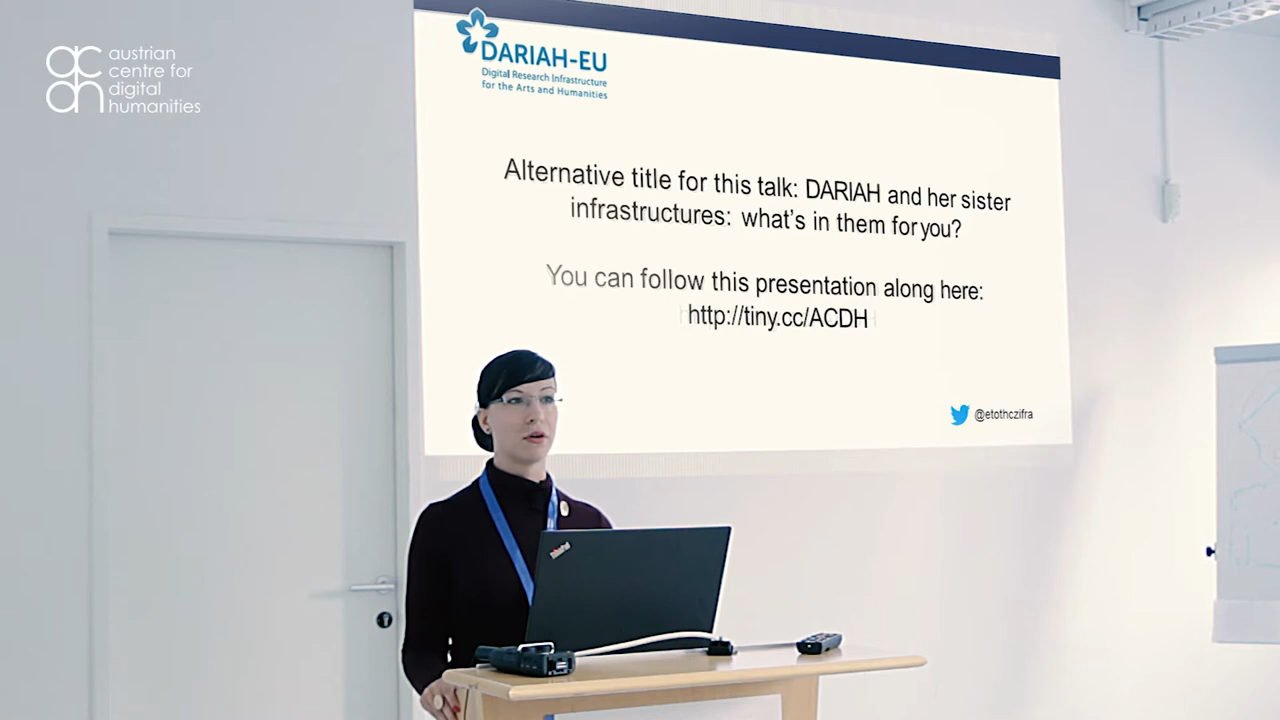 austrian
centre for
digital
humanities
DARIAH-EU
Digital Research Infrastructure
for the Arts and Humanities
Alternative title for this talk: DARIAH and her sister
infrastructures: what's in them for you?
You can follow this presentation along here:
http://tiny.cc/ACDH
@etothczifra
ThinkPad